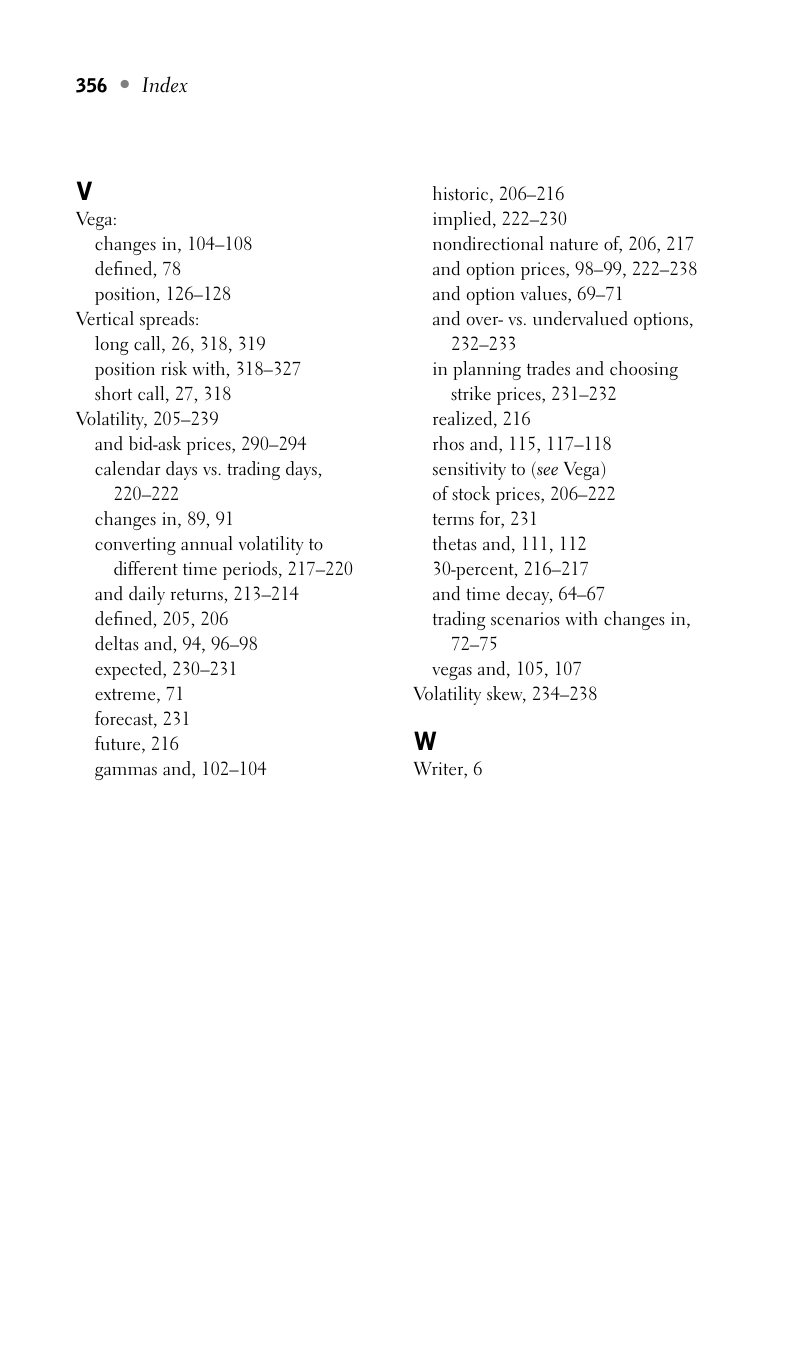 356 • Index
V
Vega:
changes in, 104–108
defined, 78
position, 126–128
Vertical spreads:
long call, 26, 318, 319
position risk with, 318–327
short call, 27, 318
Volatility, 205–239
and bid-ask prices, 290–294
calendar days vs. trading days,
220–222
changes in, 89, 91
converting annual volatility to
different time periods, 217–220
and daily returns, 213–214
defined, 205, 206
deltas and, 94, 96–98
expected, 230–231
extreme, 71
forecast, 231
future, 216
gammas and, 102–104
historic, 206–216
implied, 222–230
nondirectional nature of, 206, 217
and option prices, 98–99, 222–238
and option values, 69–71
and over- vs. undervalued options,
232–233
in planning trades and choosing
strike prices, 231–232
realized, 216
rhos and, 115, 117–118
sensitivity to (see Vega)
of stock prices, 206–222
terms for, 231
thetas and, 111, 112
30-percent, 216–217
and time decay, 64–67
trading scenarios with changes in,
72–75
vegas and, 105, 107
Volatility skew, 234–238
W
Writer, 6